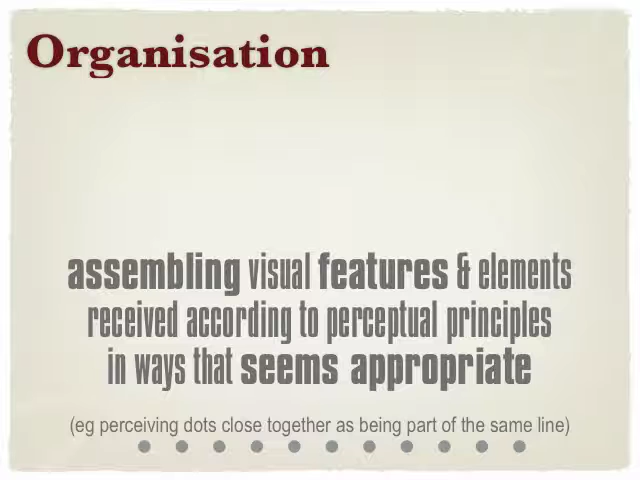 Organisation
assembling visual features & elements
received according to perceptual principles
in ways that seems appropriate
(eg perceiving dots close together as being part of the same line)